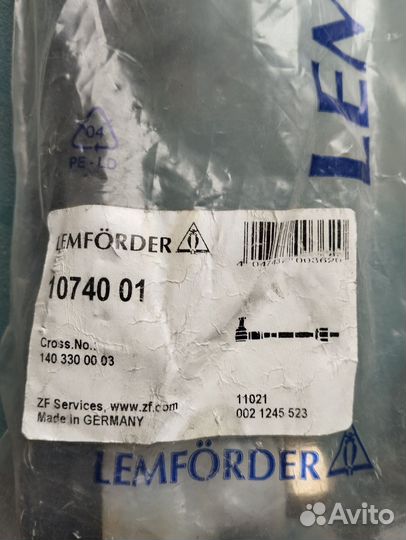 LEMFÖRDER
LEM
04
PE-LD
LEMFÖRDER
10740 01
Cross.No.:
140 330 00 03
ZF Services, www.zf.com
Made in GERMANY
11021
002 1245 523
LEMFÖRDER
Avito